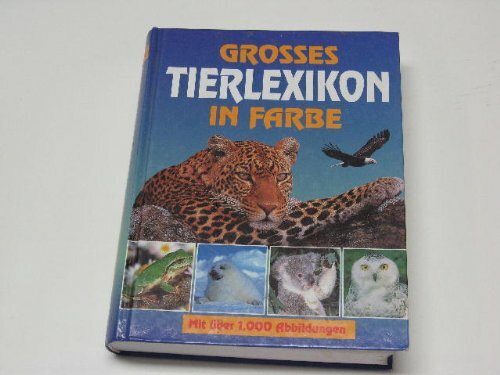 GROSSES
TIERLEXIKON
IN FARBE
Mit über 1.000 Abbildungen